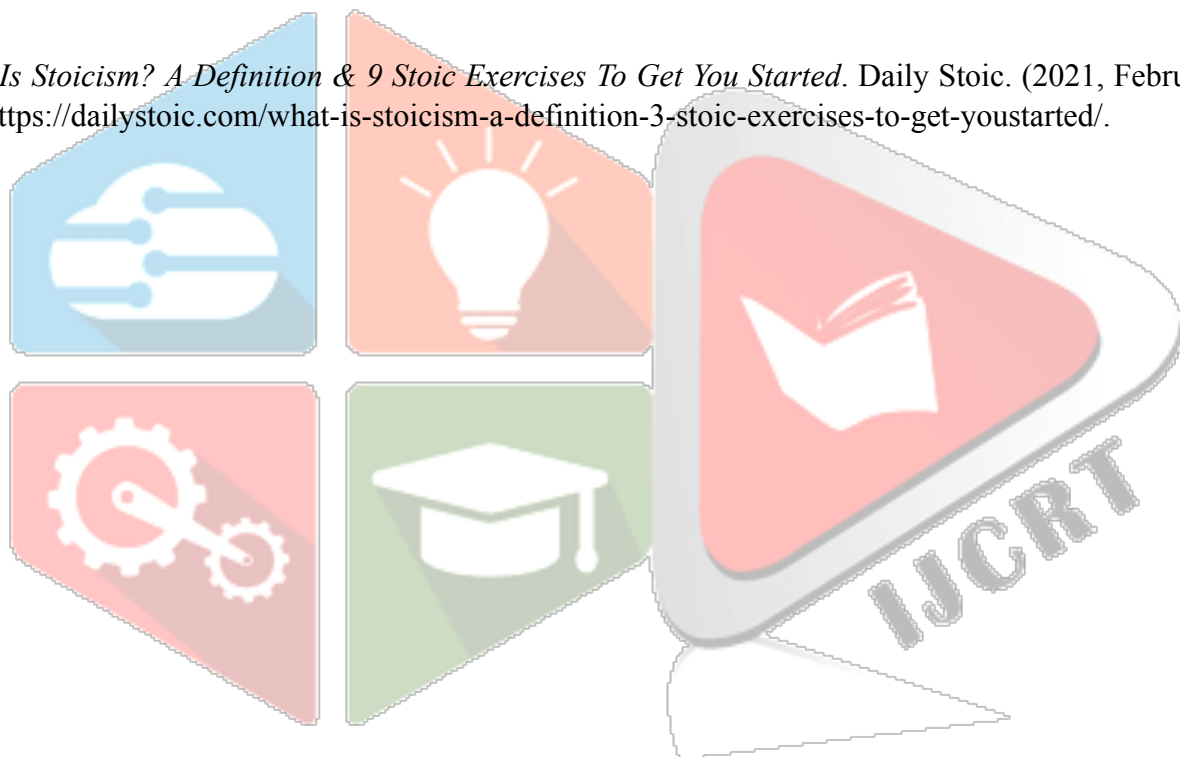 Is Stoicism? A Definition & 9 Stoic Exercises To Get You Started. Daily Stoic. (2021, Febru
ttps://dailystoic.com/what-is-stoicism-a-definition-3-stoic-exercises-to-get-youstarted/.
IJCRT